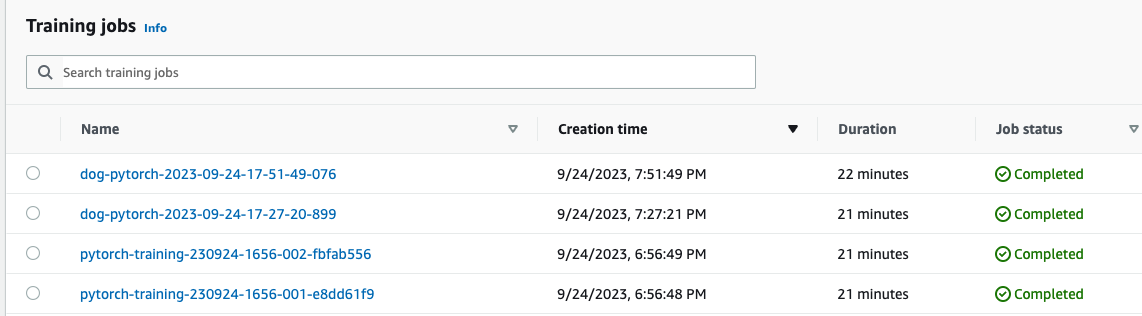 Training jobs Info
Search training jobs
Name Creation time Duration Job status
dog-pytorch-2023-09-24-17-51-49-076 9/24/2023, 7:51:49 PM 22 minutes Completed
dog-pytorch-2023-09-24-17-27-20-899 9/24/2023, 7:27:21 PM 21 minutes Completed
pytorch-training-230924-1656-002-fbfab556 9/24/2023, 6:56:49 PM 21 minutes Completed
pytorch-training-230924-1656-001-e8dd61f9 9/24/2023, 6:56:48 PM 21 minutes Completed